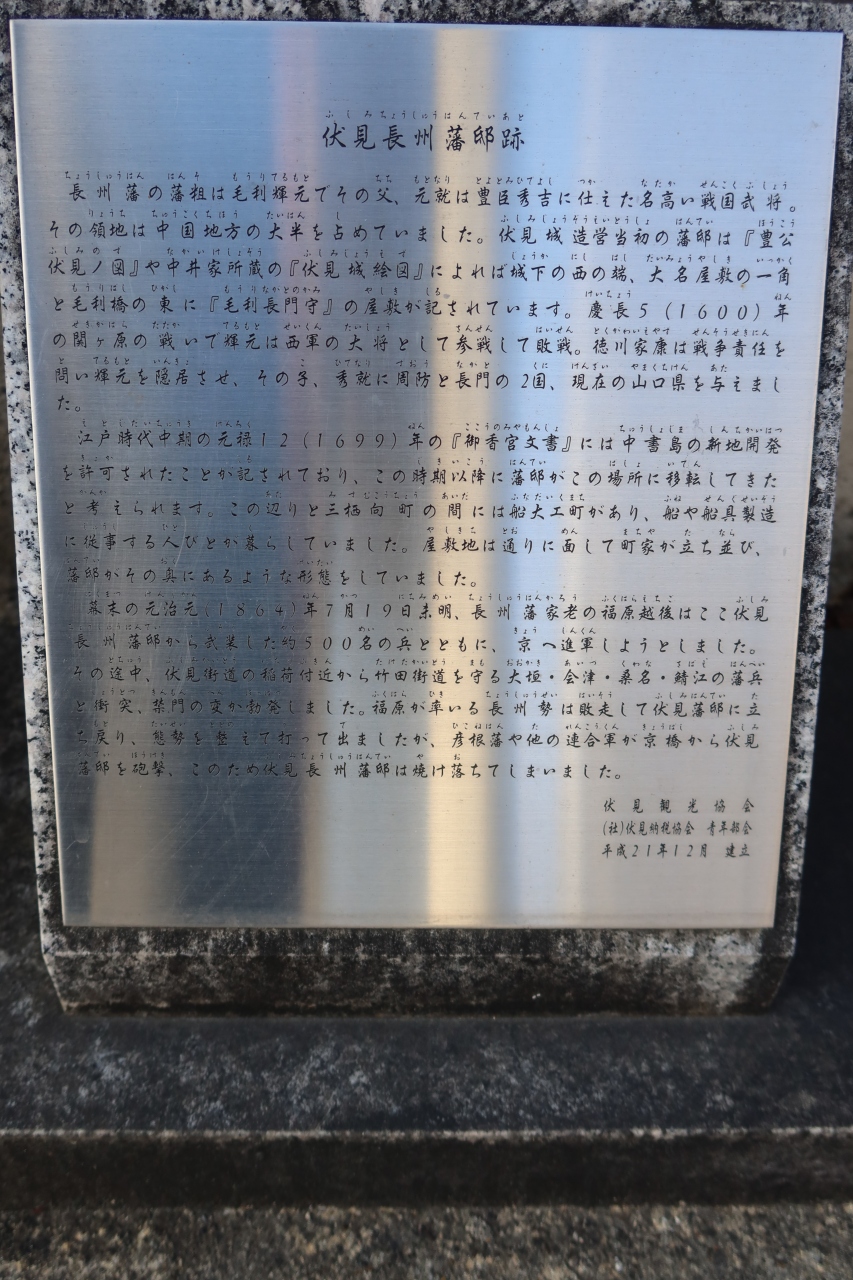 伏見長州藩邸跡
長州藩の藩祖は毛利輝元でその父、元就は豊臣秀吉に仕えた名高い戦国武将。
その領地は中国地方の大半を占めていました。伏見城造営当初の藩邸は『豊公
伏見ノ図』や中井家所蔵の『伏見城絵図』によれば城下の西の端、大名屋敷の一角
と毛利橋の東に『毛利長門守』の屋敷が記されています。慶長5(1600)年
の関ヶ原の戦いで輝元は西軍の大将として参戦して敗戦。徳川家康は戦争責任を
問い輝元を隠居させ、その子、秀就に周防と長門の2国、現在の山口県を与えまし
た。
江戸時代中期の元禄12(1699)年の『御香宮文書』には中書島の新地開発
を許可されたことか記されており、この時期以降に藩邸がこの場所に移転してきた
と考えられます。この辺りと三栖向町の間には船大工町があり、船や船具製造
に従事する人びとか暮らしていました。屋敷地は通りに面して町家が立ち並び、
藩邸がその奥にあるような形態をしていました。
幕末の元治元(1864)年7月19日未明、長州藩家老の福原越後はここ伏見
長州藩邸から武装した約500名の兵とともに、京へ進軍しようとしました。
その途中、伏見街道の稲荷付近から竹田街道を守る大垣・会津・桑名・鯖江の藩兵
と衝突、禁門の変か勃発しました。福原が率いる長州勢は敗走して伏見藩邸に立
ち戻り、態勢を整えて打って出ましたが、彦根藩や他の連合軍が京橋から伏見
藩邸を砲撃、このため伏見長州藩邸は焼け落ちてしまいました。
伏見観光協会
(社)伏見納税協会 青年部会
平成21年12月 建立